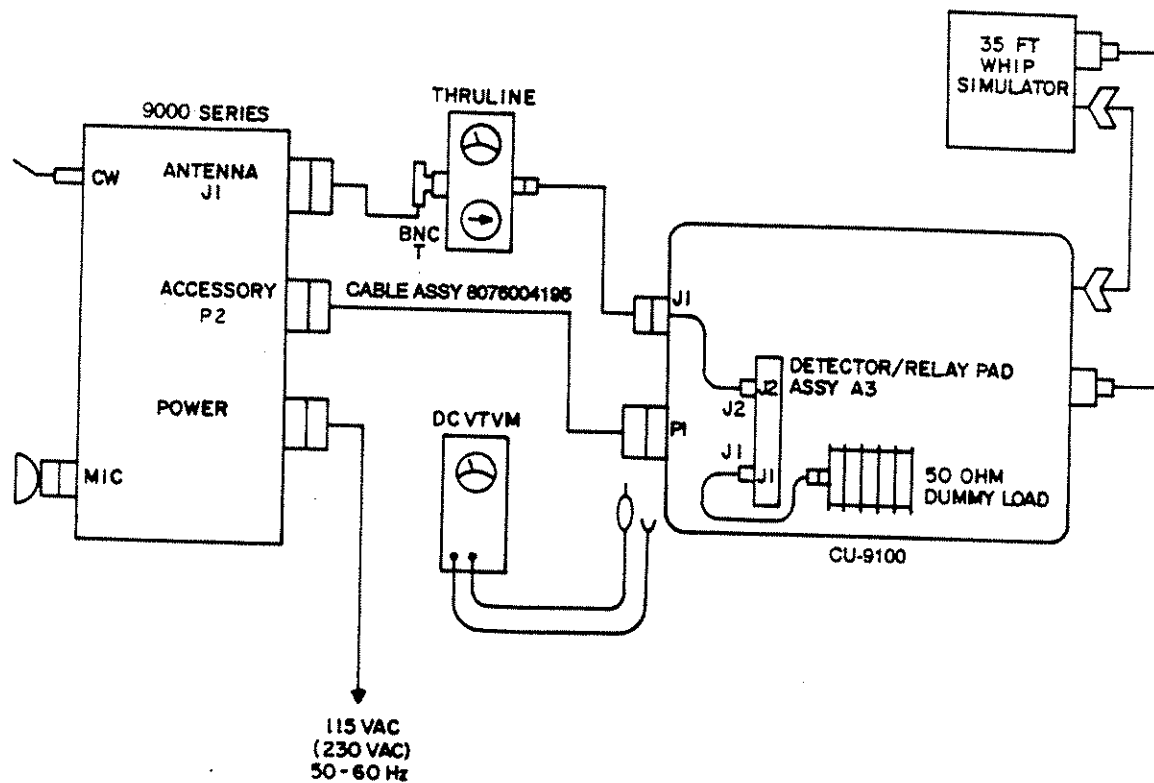 35 FT
WHIP
SIMULATOR
THRULINE
9000 SERIES
CW
ANTENNA
J1
BNC
T
ACCESSORY
P2
CABLE ASSY 8076004195
J1
DETECTOR/RELAY PAD
ASSY A3
J2
J2
POWER
DC VTVM
P1
J1
J1
MIC
50 OHM
DUMMY LOAD
CU-9100
115 VAC
(230 VAC)
50-60 Hz